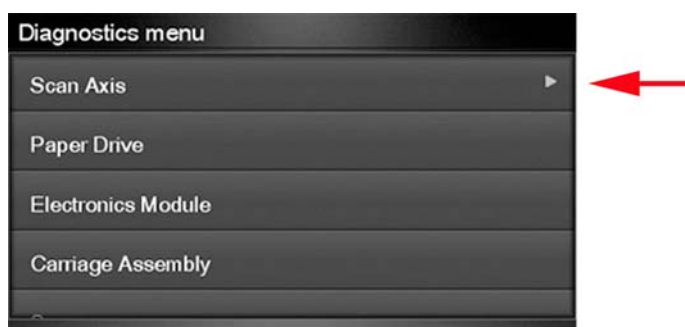 Diagnostics menu
Scan Axis
Paper Drive
Electronics Module
Carriage Assembly